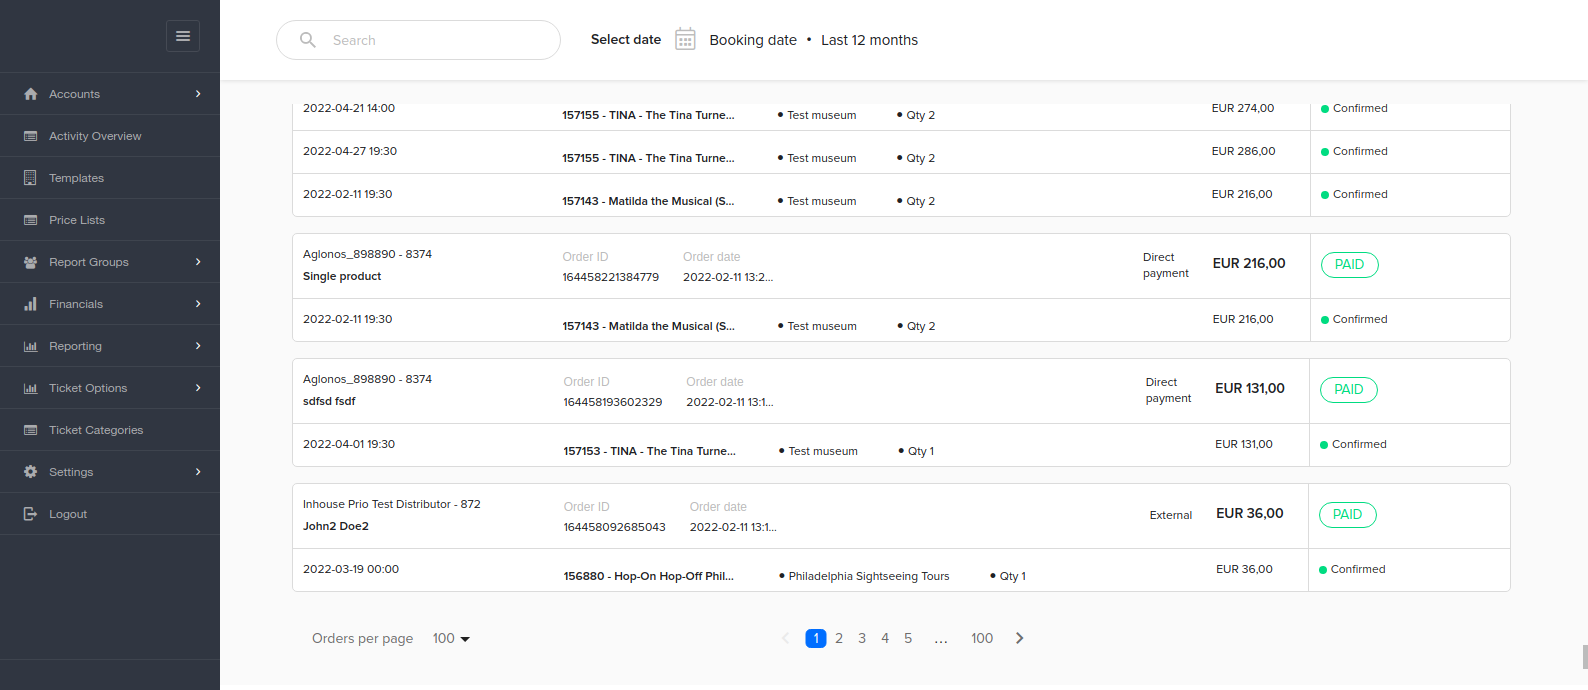 Search
Select date
Booking date • Last 12 months
Accounts
Activity Overview
Templates
Price Lists
Report Groups
Financials
Reporting
Ticket Options
Ticket Categories
Settings
Logout
2022-04-21 14:00 157155 - TINA - The Tina Turne... • Test museum • Qty 2 EUR 274,00 Confirmed
2022-04-27 19:30 157155 - TINA - The Tina Turne... • Test museum • Qty 2 EUR 286,00 Confirmed
2022-02-11 19:30 157143 - Matilda the Musical (S... • Test museum • Qty 2 EUR 216,00 Confirmed
Aglonos_898890 - 8374 Order ID Order date Direct payment EUR 216,00 PAID
Single product 164458221384779 2022-02-11 13:2...
2022-02-11 19:30 157143 - Matilda the Musical (S... • Test museum • Qty 2 EUR 216,00 Confirmed
Aglonos_898890 - 8374 Order ID Order date Direct payment EUR 131,00 PAID
sdfsd fsdf 164458193602329 2022-02-11 13:1...
2022-04-01 19:30 157153 - TINA - The Tina Turne... • Test museum • Qty 1 EUR 131,00 Confirmed
Inhouse Prio Test Distributor - 872 Order ID Order date External EUR 36,00 PAID
John2 Doe2 164458092685043 2022-02-11 13:1...
2022-03-19 00:00 156880 - Hop-On Hop-Off Phil... • Philadelphia Sightseeing Tours • Qty 1 EUR 36,00 Confirmed
Orders per page 100 1 2 3 4 5 ... 100